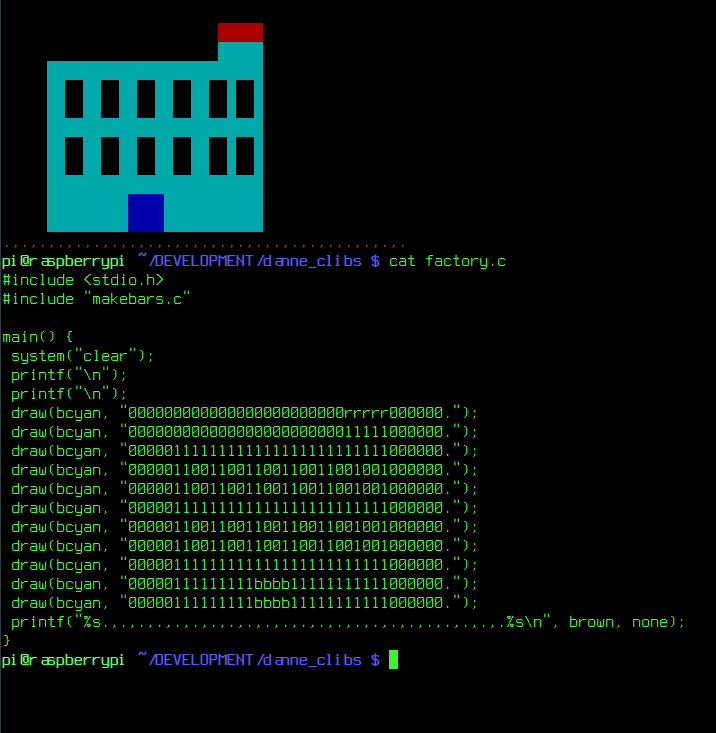 .,.,.,.,.,.,.,.,.,.,.,.,.,.,.,.,.,.,.,.,.,.,.
pi@raspberrypi ~/DEVELOPMENT/danne_clibs $ cat factory.c
#include <stdio.h>
#include "makebars.c"
main() {
system("clear");
printf("\n");
printf("\n");
draw(bcyan, "000000000000000000000000rrrrr000000.");
draw(bcyan, "00000000000000000000000011111000000.");
draw(bcyan, "00000111111111111111111111111000000.");
draw(bcyan, "00000110011001100110011001001000000.");
draw(bcyan, "00000110011001100110011001001000000.");
draw(bcyan, "00000111111111111111111111111000000.");
draw(bcyan, "00000110011001100110011001001000000.");
draw(bcyan, "00000110011001100110011001001000000.");
draw(bcyan, "00000111111111111111111111111000000.");
draw(bcyan, "00000111111111bbbb11111111111000000.");
draw(bcyan, "00000111111111bbbb11111111111000000.");
printf("%s.,.,.,.,.,.,.,.,.,.,.,.,.,.,.,.,.,.,.,.,.,.,.%s\n", brown, none);
}
pi@raspberrypi ~/DEVELOPMENT/danne_clibs $